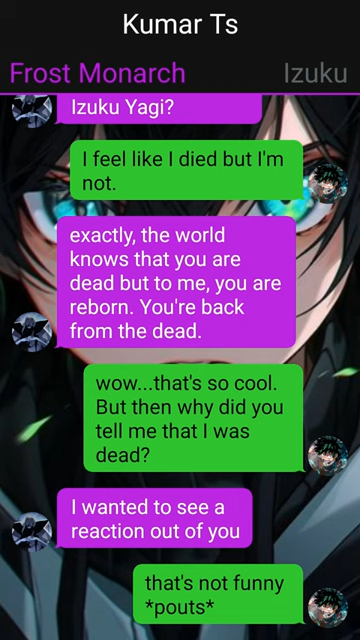 Kumar Ts
Frost Monarch Izuku
Izuku Yagi?
I feel like I died but I'm
not.
exactly, the world
knows that you are
dead but to me, you are
reborn. You're back
from the dead.
wow...that's so cool.
But then why did you
tell me that I was
dead?
I wanted to see a
reaction out of you
that's not funny
*pouts*